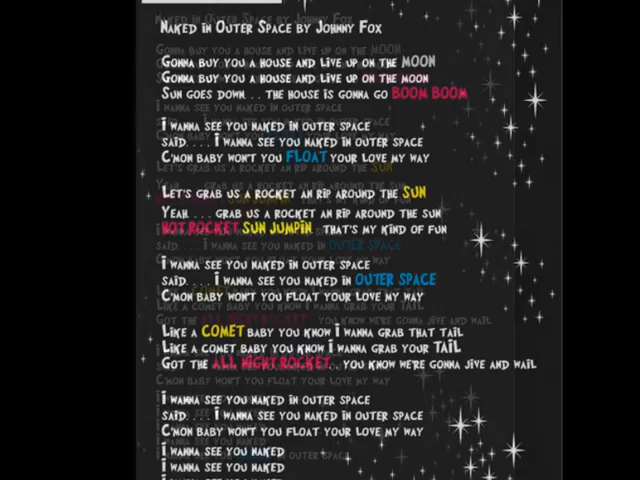 Naked in Outer Space by Johnny Fox
Gonna buy you a house and live up on the MOON
Gonna buy you a house and live up on the moon
Sun goes down... the house is gonna go BOOM BOOM
I wanna see you naked in outer space
said.... I wanna see you naked in outer space
C'mon baby won't you FLOAT your love my way
Let's grab us a rocket an rip around the SUN
Yeah.... grab us a rocket an rip around the sun
HOT ROCKET SUN JUMPIN that's my kind of fun
I wanna see you naked in outer space
said.... I wanna see you naked in OUTER SPACE
C'mon baby won't you float your love my way
Like a COMET baby you know I wanna grab that tail
Like a comet baby you know I wanna grab your TAIL
Got the ALL NIGHT ROCKET.. you know we're gonna jive and wail
I wanna see you naked in outer space
said.... I wanna see you naked in outer space
C'mon baby won't you float your love my way
I wanna see you naked
I wanna see you naked